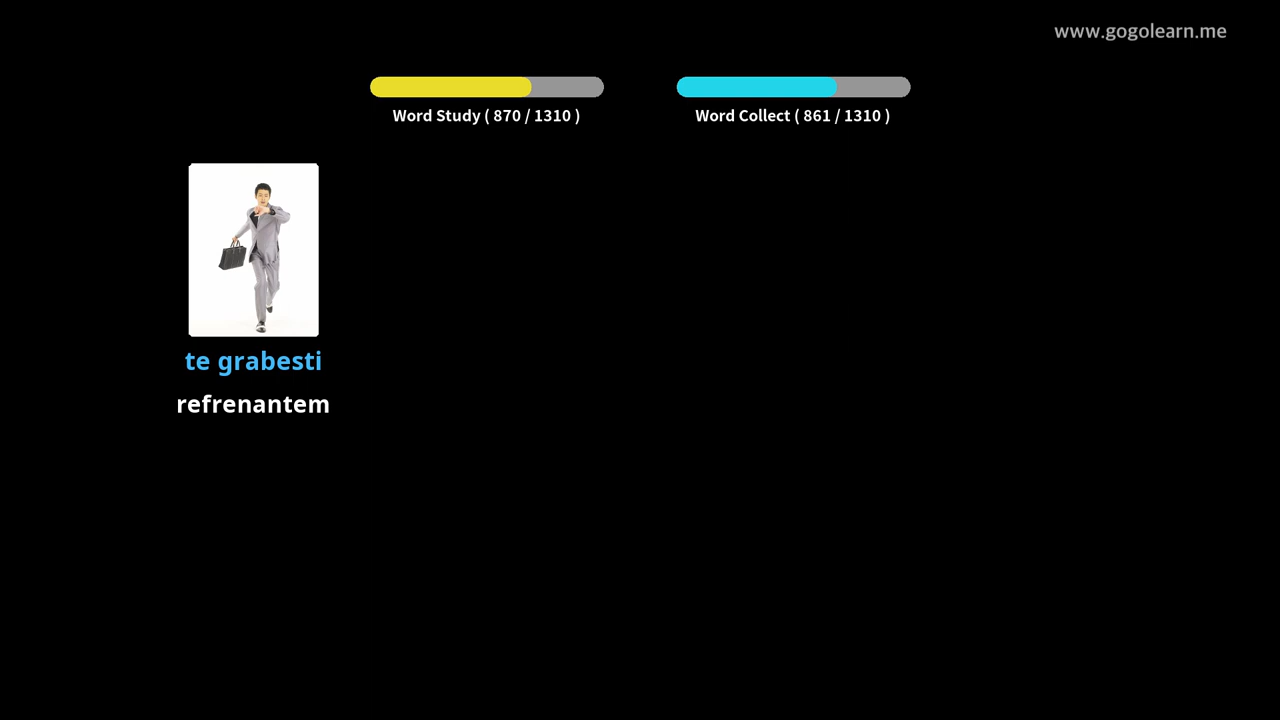 www.gogolearn.me
Word Study ( 870 / 1310 )
Word Collect ( 861 / 1310 )
te grabesti
refrenantem